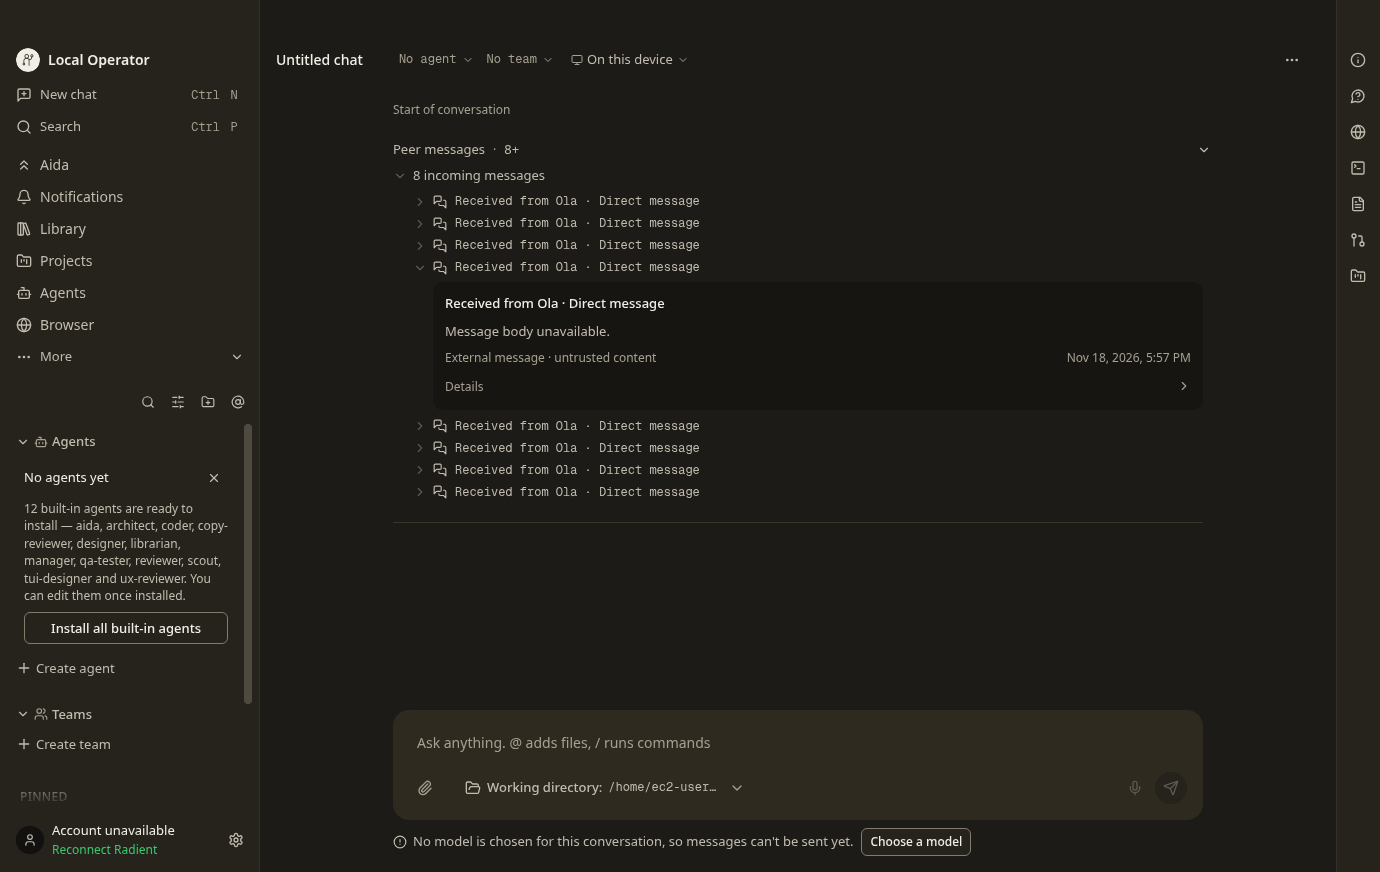 Local Operator
New chat Ctrl N
Search Ctrl P
Aida
Notifications
Library
Projects
Agents
Browser
More
Agents
No agents yet
12 built-in agents are ready to
install — aida, architect, coder, copy-
reviewer, designer, librarian,
manager, qa-tester, reviewer, scout,
tui-designer and ux-reviewer. You
can edit them once installed.
Install all built-in agents
Create agent
Teams
Create team
PINNED
Account unavailable
Reconnect Radient
Untitled chat No agent No team On this device
Start of conversation
Peer messages · 8+
8 incoming messages
Received from Ola · Direct message
Received from Ola · Direct message
Received from Ola · Direct message
Received from Ola · Direct message
Received from Ola · Direct message
Message body unavailable.
External message · untrusted content Nov 18, 2026, 5:57 PM
Details
Received from Ola · Direct message
Received from Ola · Direct message
Received from Ola · Direct message
Received from Ola · Direct message
Ask anything. @ adds files, / runs commands
Working directory: /home/ec2-user…
No model is chosen for this conversation, so messages can't be sent yet. Choose a model